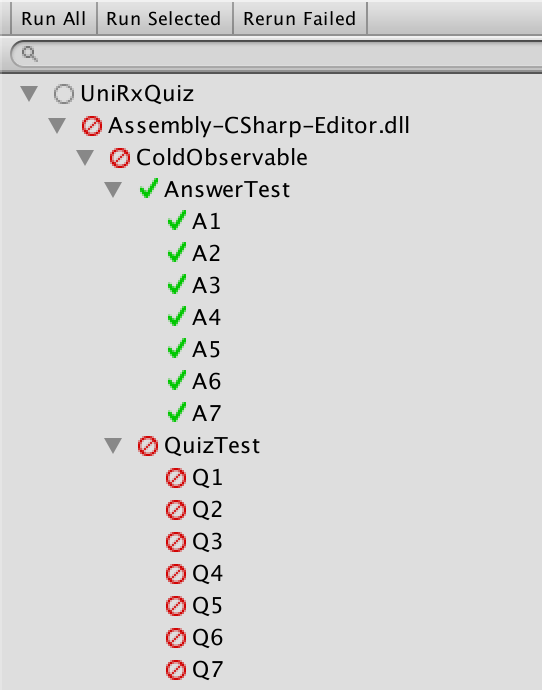 Run All Run Selected Rerun Failed
UniRxQuiz
Assembly-CSharp-Editor.dll
ColdObservable
AnswerTest
A1
A2
A3
A4
A5
A6
A7
QuizTest
Q1
Q2
Q3
Q4
Q5
Q6
Q7